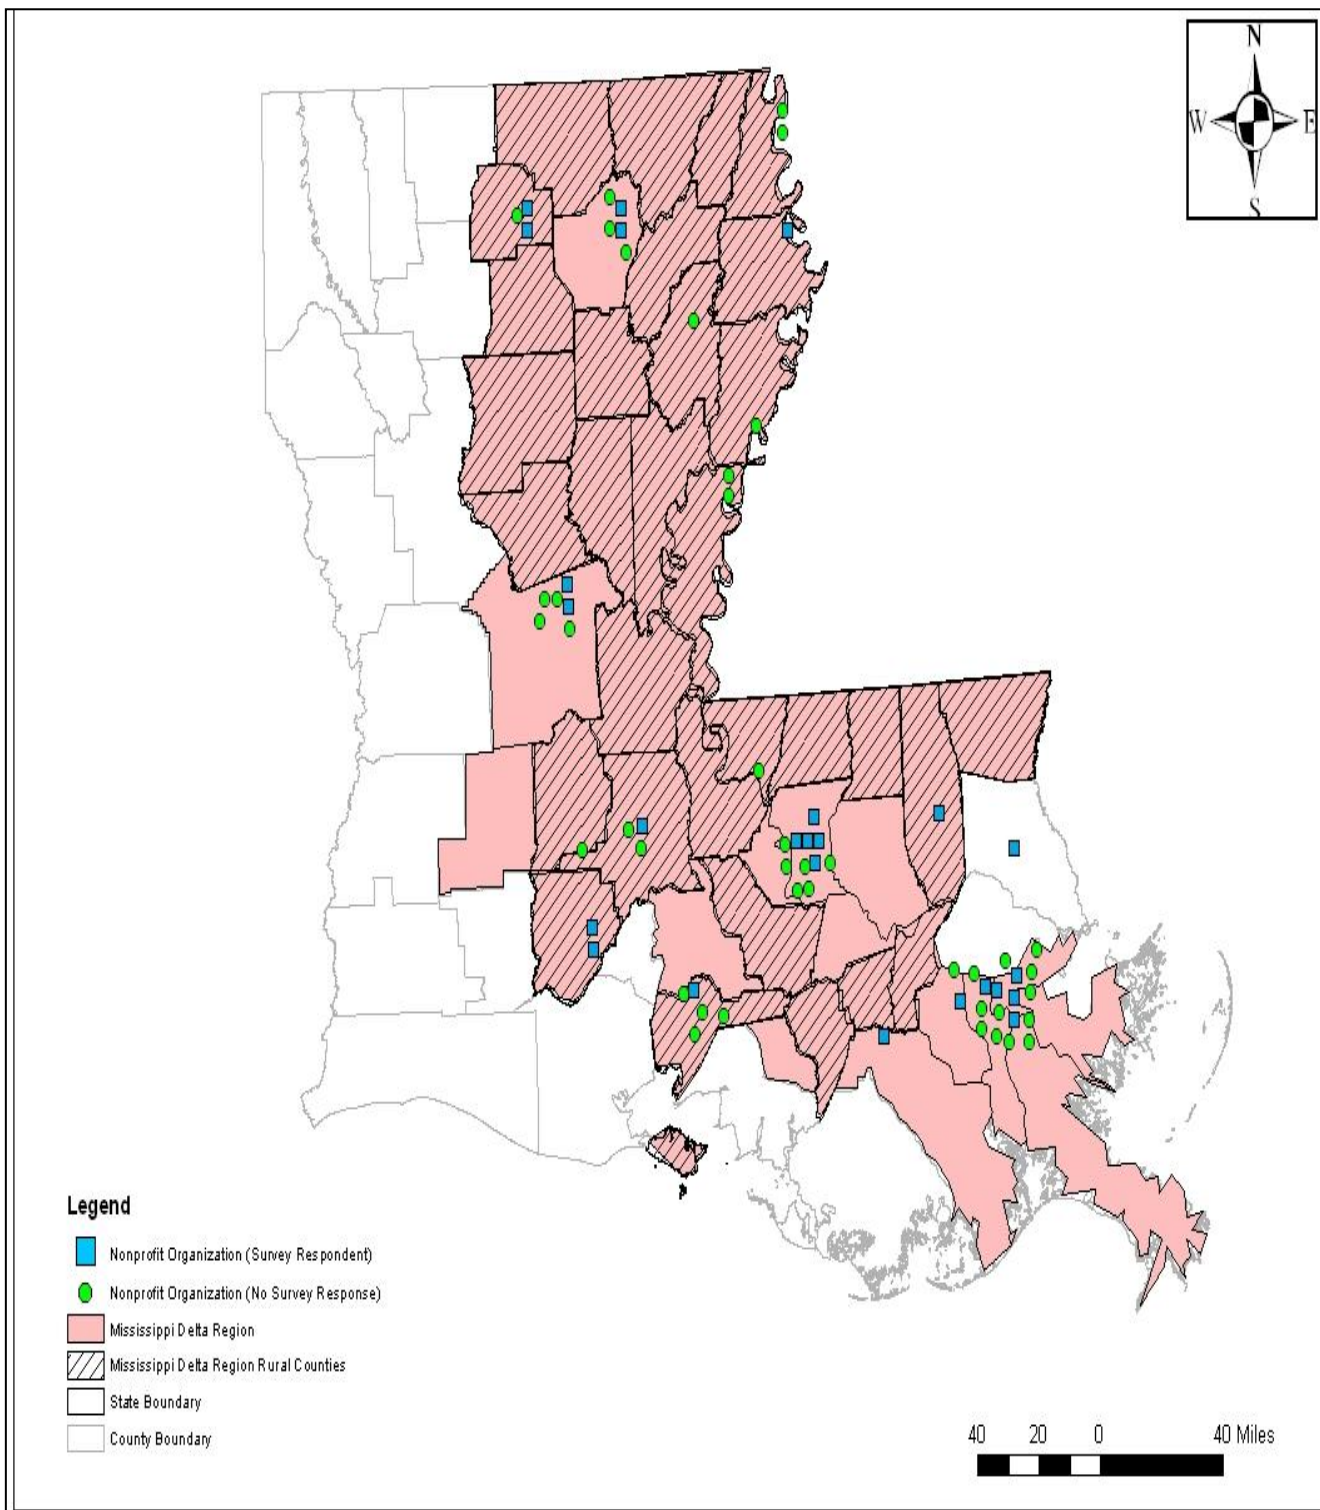 N
W E
S
Legend
Nonprofit Organization (Survey Respondent)
Nonprofit Organization (No Survey Response)
Mississippi Delta Region
Mississippi Delta Region Rural Counties
State Boundary
County Boundary
40 20 0 40 Miles